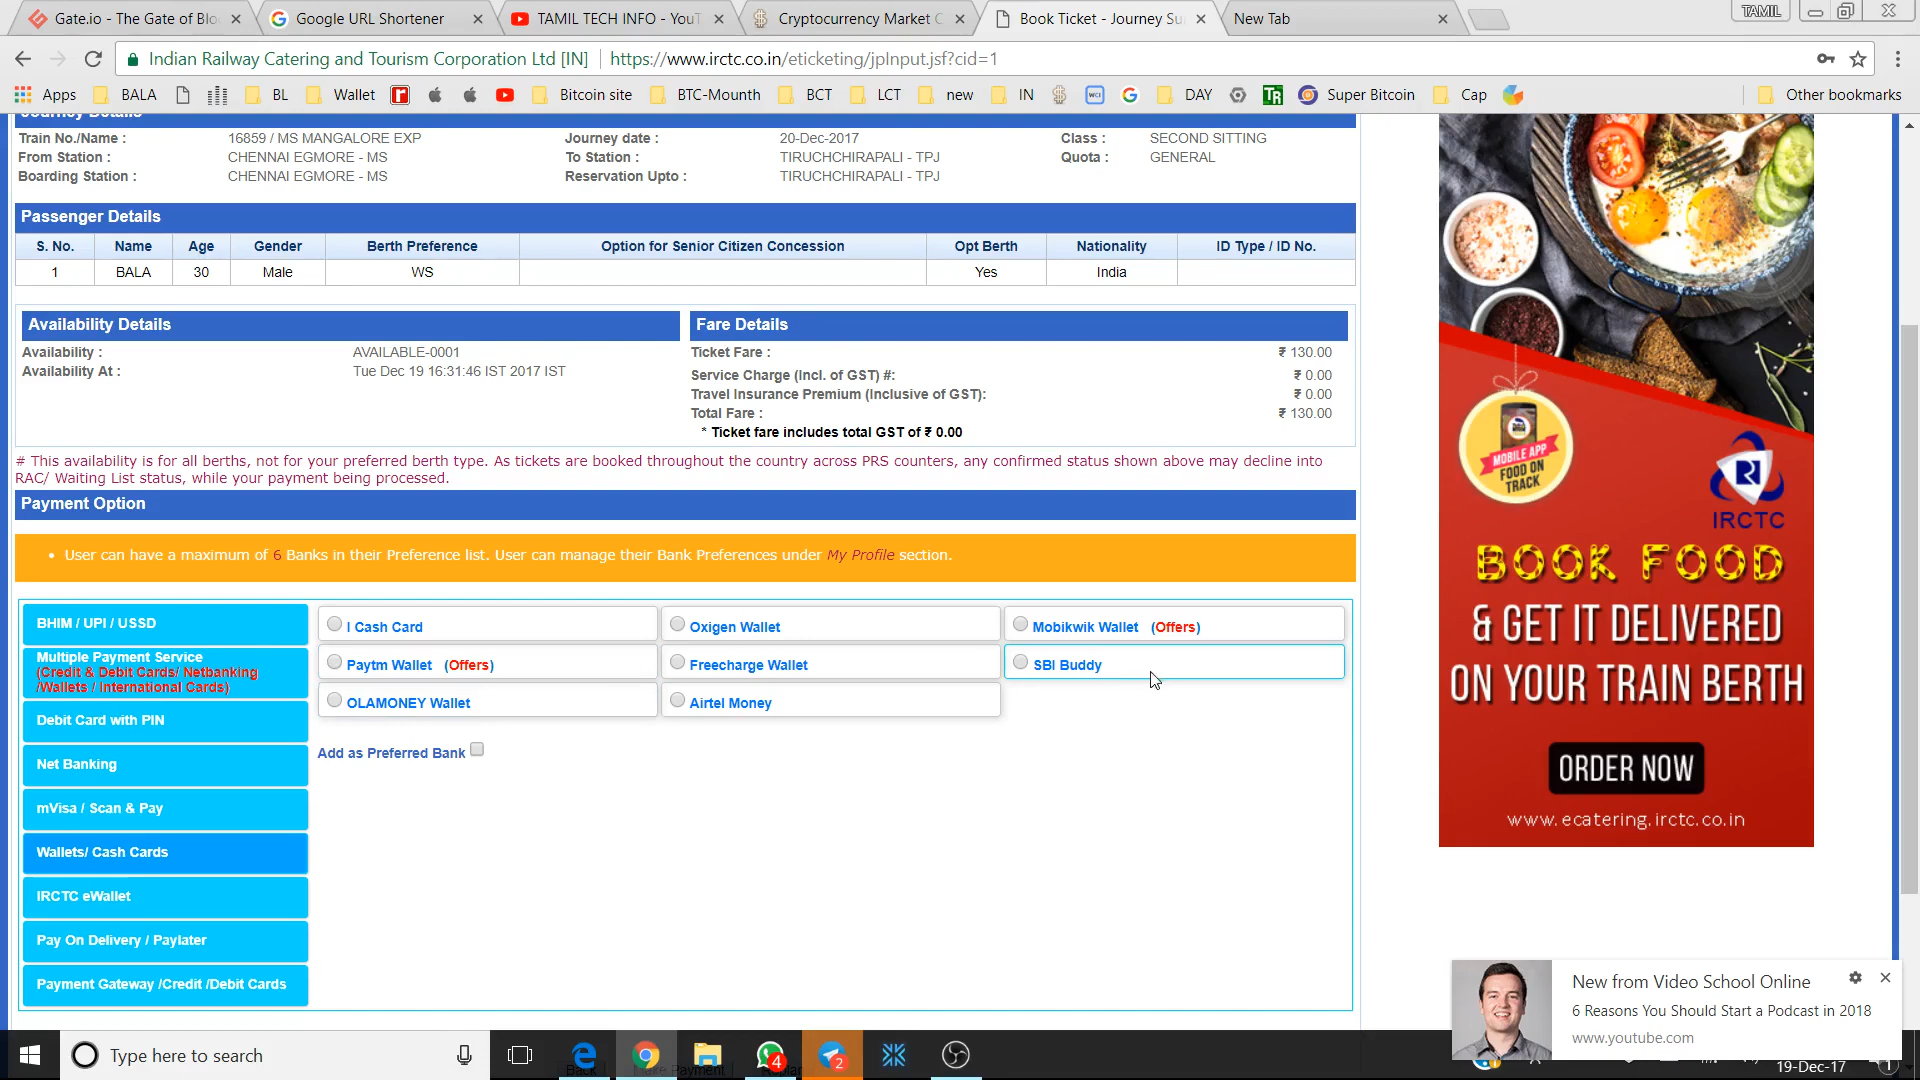 Gate.io - The Gate of Blo
Google URL Shortener
TAMIL TECH INFO - YouT
Cryptocurrency Market C
Book Ticket - Journey Su
New Tab
TAMIL
Indian Railway Catering and Tourism Corporation Ltd [IN]
https://www.irctc.co.in/eticketing/jpInput.jsf?cid=1
Apps
BALA
BL
Wallet
Bitcoin site
BTC-Mounth
BCT
LCT
new
IN
DAY
Super Bitcoin
Cap
Other bookmarks
Journey Details
Train No./Name : 16859 / MS MANGALORE EXP Journey date : 20-Dec-2017 Class : SECOND SITTING
From Station : CHENNAI EGMORE - MS To Station : TIRUCHCHIRAPALI - TPJ Quota : GENERAL
Boarding Station : CHENNAI EGMORE - MS Reservation Upto : TIRUCHCHIRAPALI - TPJ
Passenger Details
S. No. Name Age Gender Berth Preference Option for Senior Citizen Concession Opt Berth Nationality ID Type / ID No.
1 BALA 30 Male WS Yes India
Availability Details
Availability : AVAILABLE-0001
Availability At : Tue Dec 19 16:31:46 IST 2017 IST
Fare Details
Ticket Fare : ₹ 130.00
Service Charge (Incl. of GST) #: ₹ 0.00
Travel Insurance Premium (Inclusive of GST): ₹ 0.00
Total Fare : ₹ 130.00
* Ticket fare includes total GST of ₹ 0.00
# This availability is for all berths, not for your preferred berth type. As tickets are booked throughout the country across PRS counters, any confirmed status shown above may decline into
RAC/ Waiting List status, while your payment being processed.
Payment Option
• User can have a maximum of 6 Banks in their Preference list. User can manage their Bank Preferences under My Profile section.
BHIM / UPI / USSD
Multiple Payment Service
(Credit & Debit Cards/ Netbanking
/Wallets / International Cards)
Debit Card with PIN
Net Banking
mVisa / Scan & Pay
Wallets/ Cash Cards
IRCTC eWallet
Pay On Delivery / Paylater
Payment Gateway /Credit /Debit Cards
I Cash Card
Oxigen Wallet
Mobikwik Wallet (Offers)
Paytm Wallet (Offers)
Freecharge Wallet
SBI Buddy
OLAMONEY Wallet
Airtel Money
Add as Preferred Bank
MOBILE APP
FOOD ON
TRACK
IRCTC
BOOK FOOD
& GET IT DELIVERED
ON YOUR TRAIN BERTH
ORDER NOW
www.ecatering.irctc.co.in
New from Video School Online
6 Reasons You Should Start a Podcast in 2018
www.youtube.com
Type here to search
4
2
19-Dec-17
1